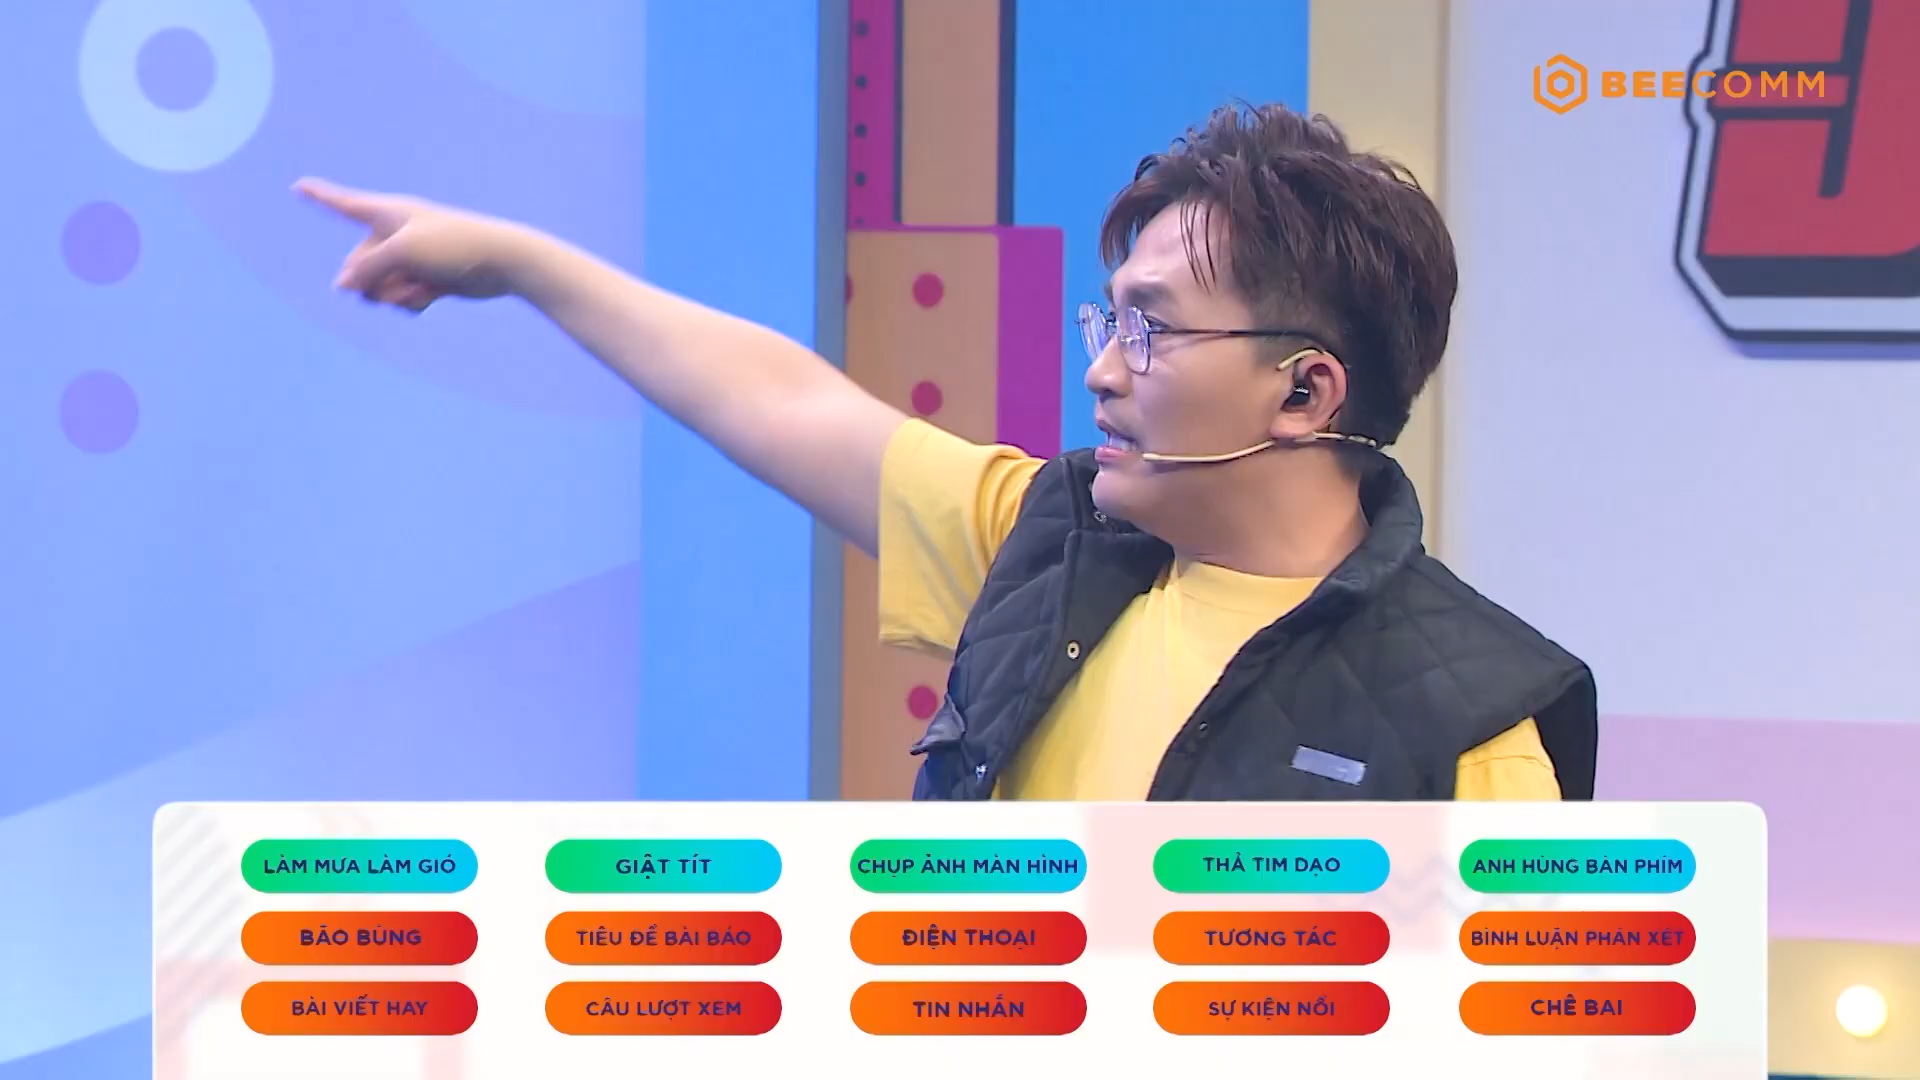 BEECOMM
LÀM MƯA LÀM GIÓ
GIẬT TÍT
CHỤP ẢNH MÀN HÌNH
THẢ TIM DẠO
ANH HÙNG BÀN PHÍM
BÃO BÙNG
TIÊU ĐỀ BÀI BÁO
ĐIỆN THOẠI
TƯƠNG TÁC
BÌNH LUẬN PHÁN XÉT
BÀI VIẾT HAY
CÂU LƯỢT XEM
TIN NHẮN
SỰ KIỆN NỔI
CHÊ BAI